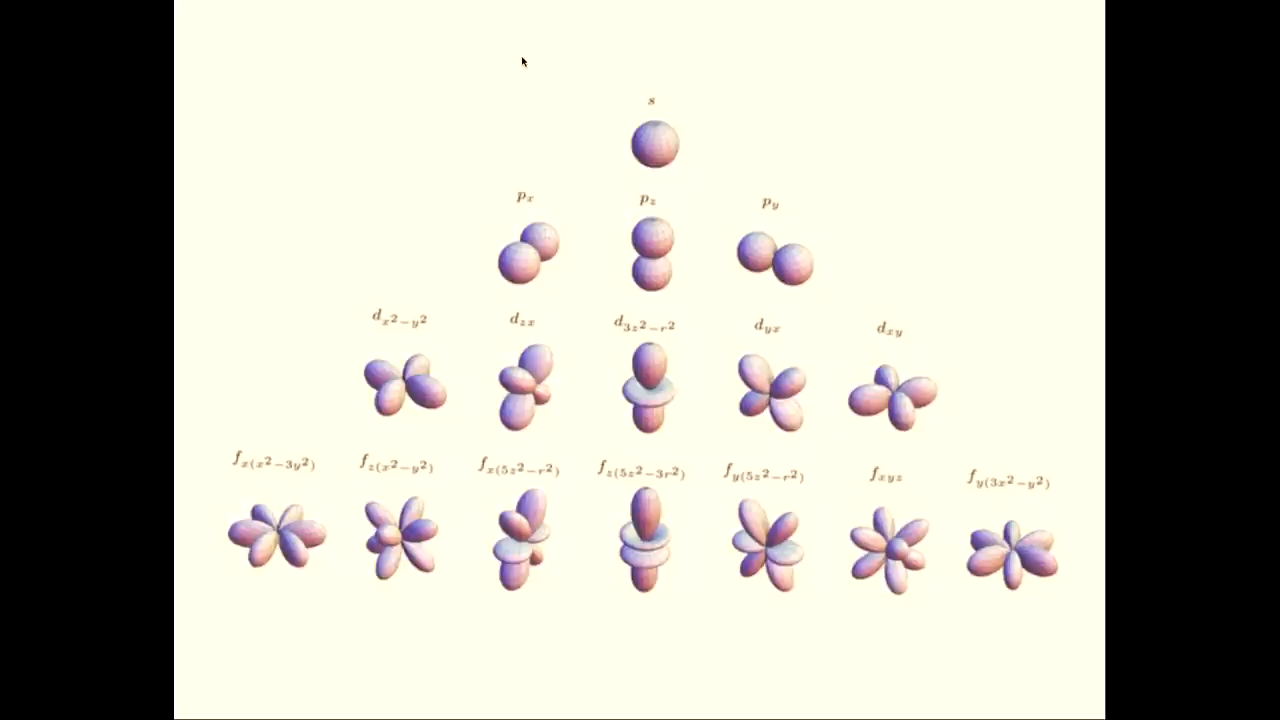 s
p_x p_z p_y
d_{x^2-y^2} d_{zx} d_{3z^2-r^2} d_{yx} d_{xy}
f_{x(x^2-3y^2)} f_{z(x^2-y^2)} f_{x(5z^2-r^2)} f_{z(5z^2-3r^2)} f_{y(5z^2-r^2)} f_{xyz} f_{y(3x^2-y^2)}